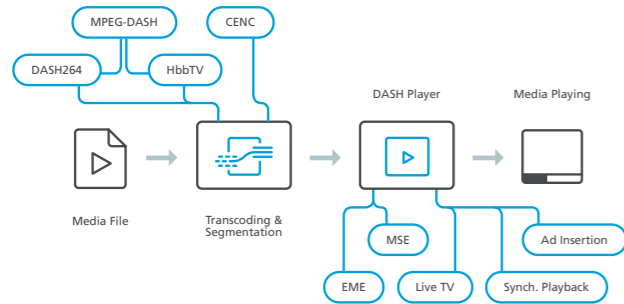 MPEG-DASH
CENC
DASH264
HbbTV
DASH Player
Media Playing
Media File
Transcoding &
Segmentation
MSE
Ad Insertion
EME
Live TV
Synch. Playback